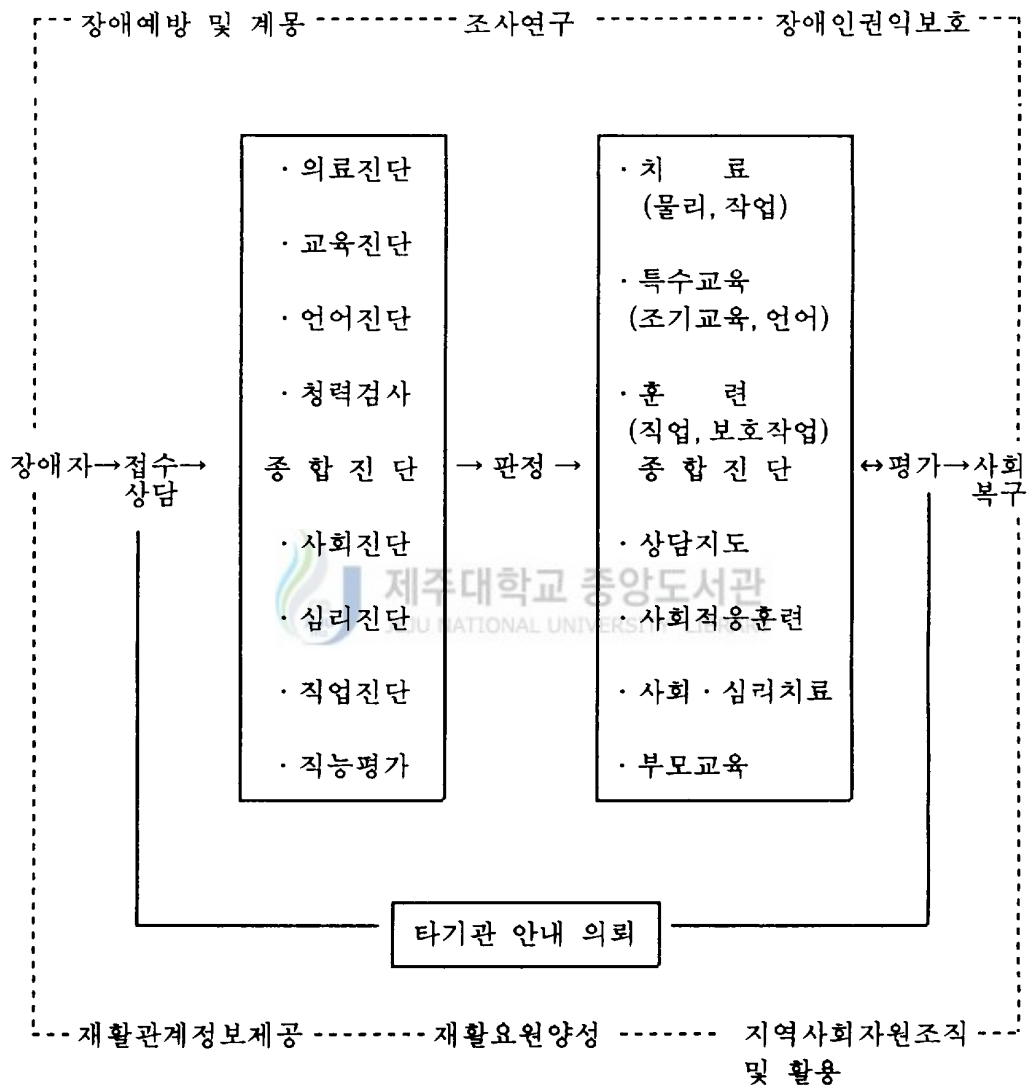 장애예방 및 계몽 조사연구 장애인권익보호
· 의료진단
· 교육진단
· 언어진단
· 청력검사
종 합 진 단
· 사회진단
· 심리진단
· 직업진단
· 직능평가
· 치 료
(물리, 작업)
· 특수교육
(조기교육, 언어)
· 훈 련
(직업, 보호작업)
종 합 진 단
· 상담지도
· 사회적응훈련
· 사회 · 심리치료
· 부모교육
장애자→접수→
상담
→ 판정 →
↔평가→사회
복구
제주대학교 중앙도서관
JEJU NATIONAL UNIVERSITY LIBRARY
타기관 안내 의뢰
재활관계정보제공 재활요원양성 지역사회자원조직
및 활용